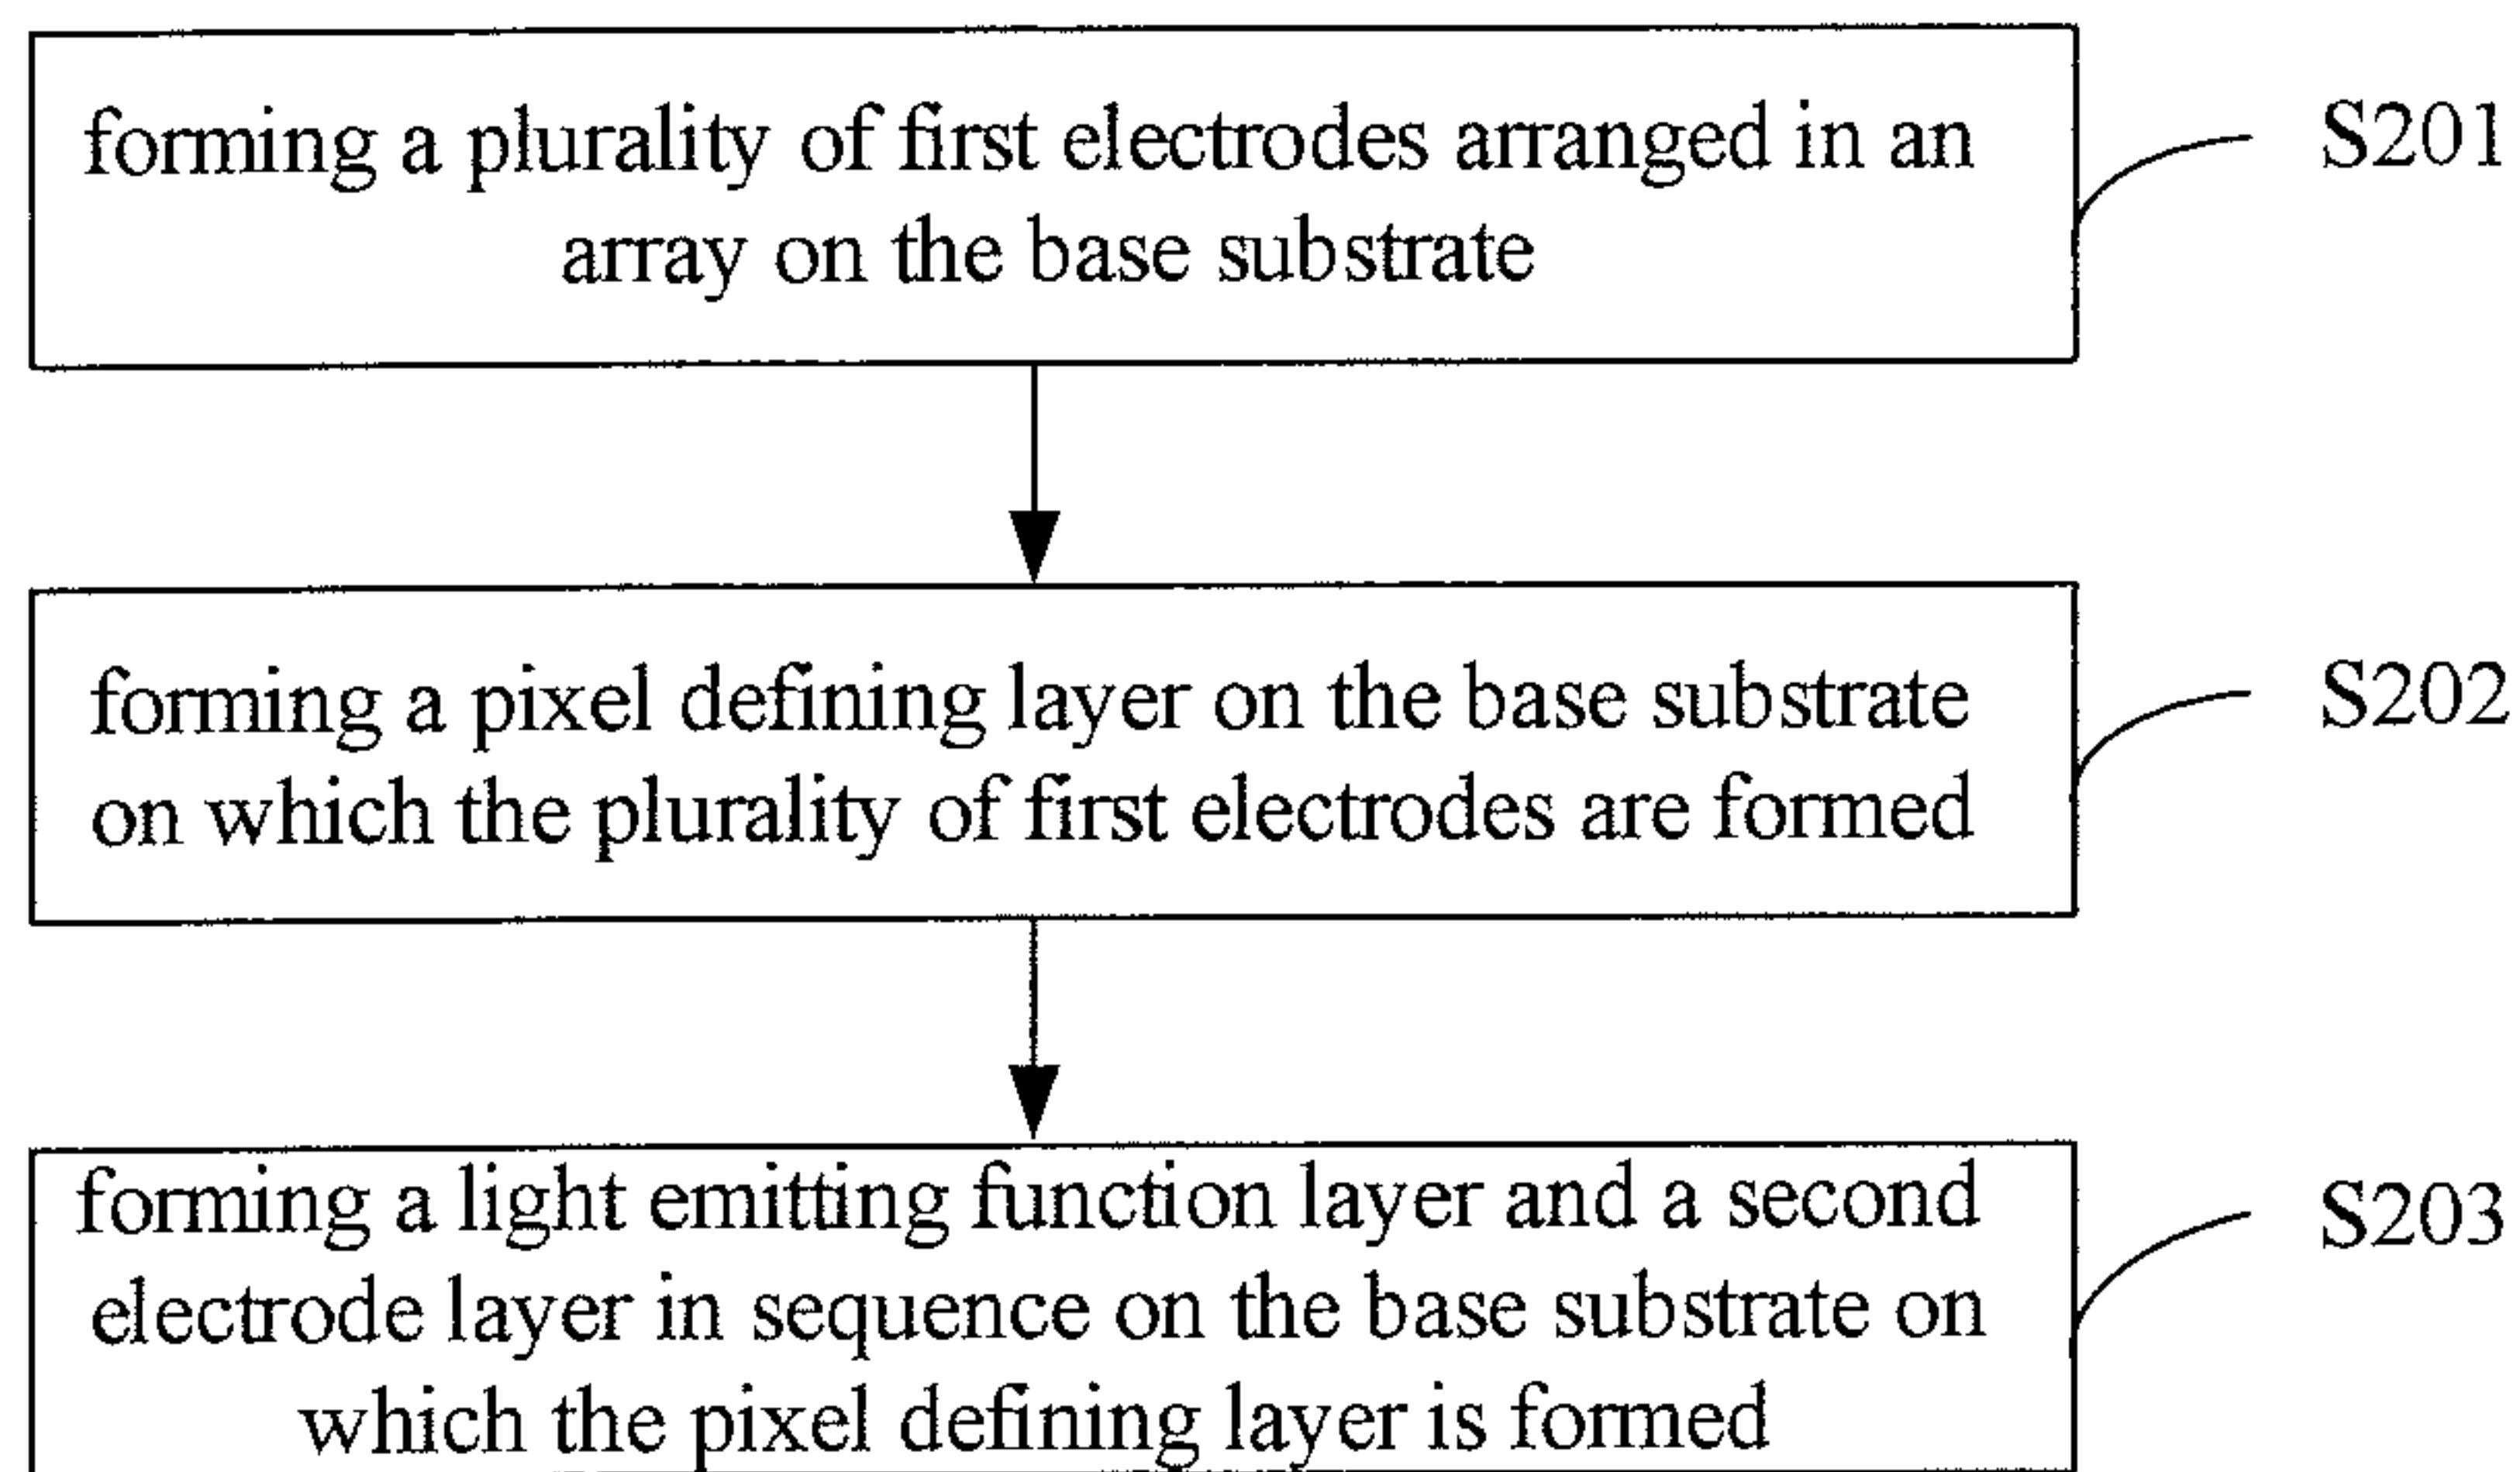 forming a plurality of first electrodes arranged in an
array on the base substrate
S201
forming a pixel defining layer on the base substrate
on which the plurality of first electrodes are formed
S202
forming a light emitting function layer and a second
electrode layer in sequence on the base substrate on
which the pixel defining layer is formed
S203